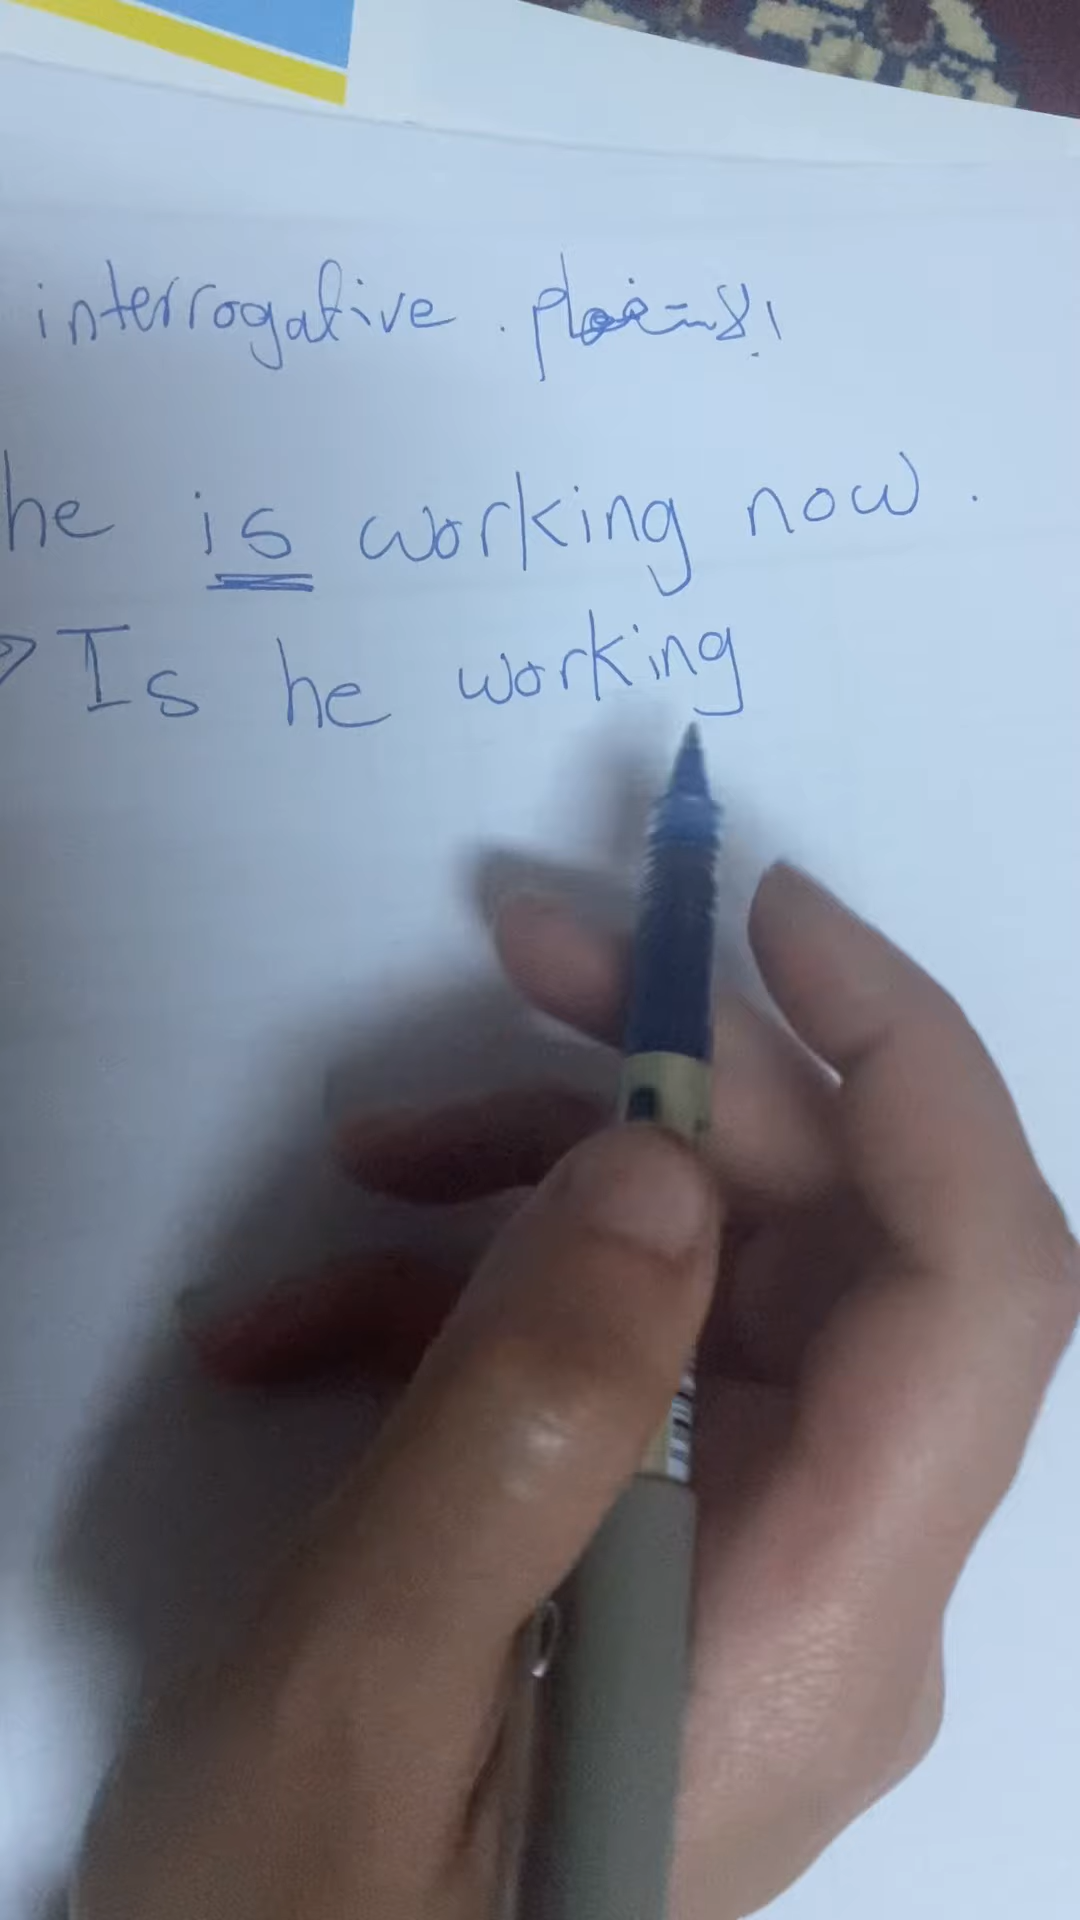 interrogative .
he is working now .
Is he working